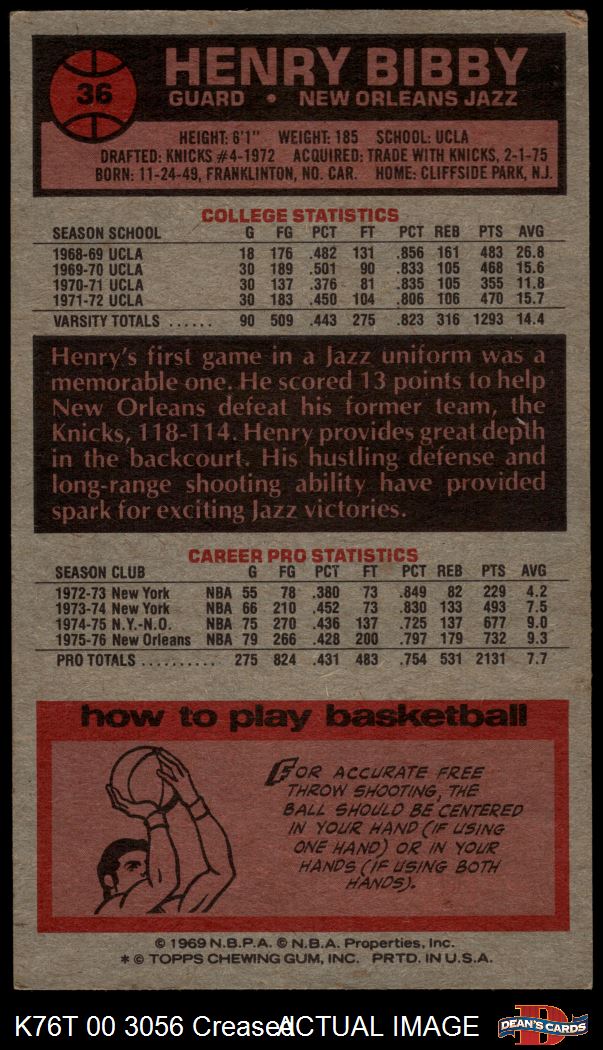 36
HENRY BIBBY
GUARD • NEW ORLEANS JAZZ
HEIGHT: 6'1" WEIGHT: 185 SCHOOL: UCLA
DRAFTED: KNICKS #4-1972 ACQUIRED: TRADE WITH KNICKS, 2-1-75
BORN: 11-24-49, FRANKLINTON, NO. CAR. HOME: CLIFFSIDE PARK, N.J.
COLLEGE STATISTICS
SEASON SCHOOL G FG PCT FT PCT REB PTS AVG
1968-69 UCLA 18 176 .482 131 .856 161 483 26.8
1969-70 UCLA 30 189 .501 90 .833 105 468 15.6
1970-71 UCLA 30 137 .376 81 .835 105 355 11.8
1971-72 UCLA 30 183 .450 104 .806 106 470 15.7
VARSITY TOTALS ...... 90 509 .443 275 .823 316 1293 14.4
Henry's first game in a Jazz uniform was a
memorable one. He scored 13 points to help
New Orleans defeat his former team, the
Knicks, 118-114. Henry provides great depth
in the backcourt. His hustling defense and
long-range shooting ability have provided
spark for exciting Jazz victories.
CAREER PRO STATISTICS
SEASON CLUB G FG PCT FT PCT REB PTS AVG
1972-73 New York NBA 55 78 .380 73 .849 82 229 4.2
1973-74 New York NBA 66 210 .452 73 .830 133 493 7.5
1974-75 N.Y.-N.O. NBA 75 270 .436 137 .725 137 677 9.0
1975-76 New Orleans NBA 79 266 .428 200 .797 179 732 9.3
PRO TOTALS .......... 275 824 .431 483 .754 531 2131 7.7
how to play basketball
FOR ACCURATE FREE
THROW SHOOTING, THE
BALL SHOULD BE CENTERED
IN YOUR HAND (IF USING
ONE HAND) OR IN YOUR
HANDS (IF USING BOTH
HANDS).
© 1969 N.B.P.A. © N.B.A. Properties, Inc.
* © TOPPS CHEWING GUM, INC. PRTD. IN U.S.A.
K76T 00 3056 Creased ACTUAL IMAGE
D
DEAN'S CARDS